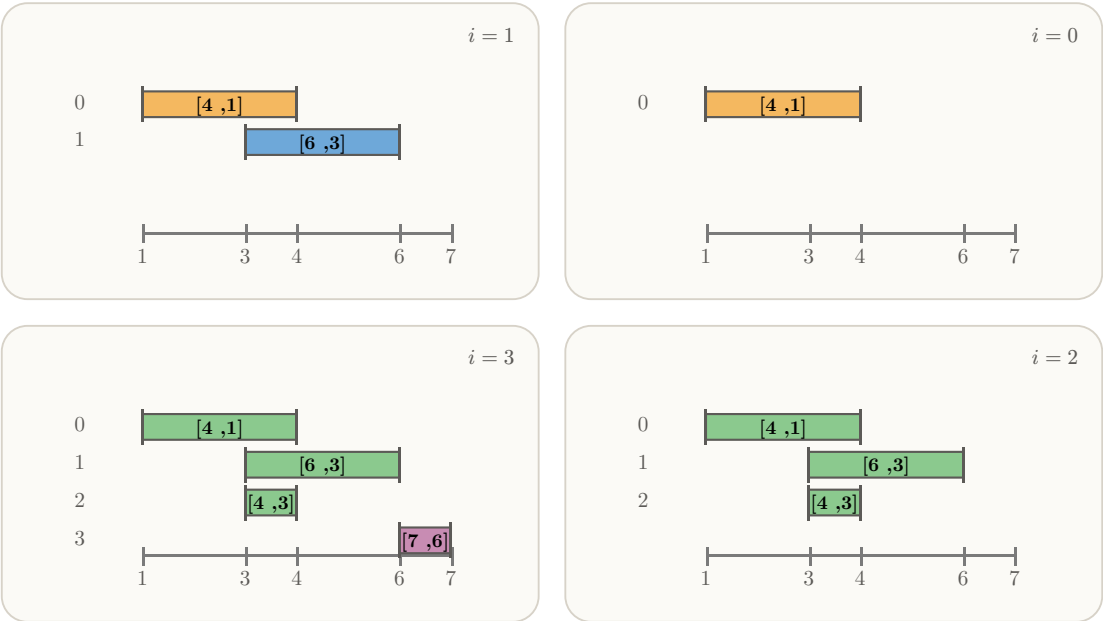 i = 0
0
[4 ,1]
1 3 4 6 7
i = 1
0
[4 ,1]
1
[6 ,3]
1 3 4 6 7
i = 2
0
[4 ,1]
1
[6 ,3]
2
[4 ,3]
1 3 4 6 7
i = 3
0
[4 ,1]
1
[6 ,3]
2
[4 ,3]
3
[7 ,6]
1 3 4 6 7